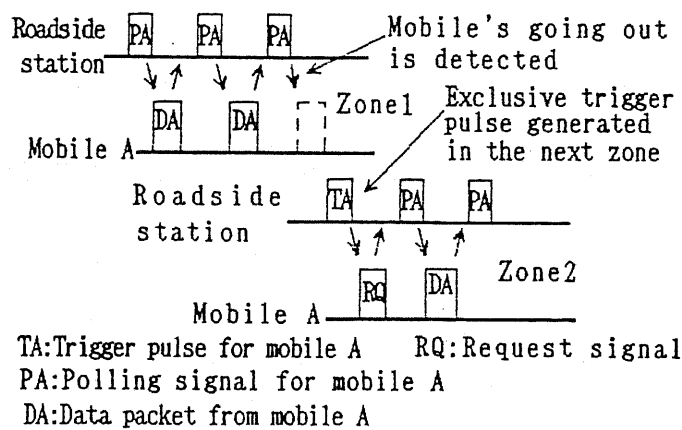 Roadside
station
PA
PA
PA
Mobile's going out
is detected
DA
DA
Zone1
Mobile A
Exclusive trigger
pulse generated
in the next zone
Roadside
station
TA
PA
PA
RQ
DA
Zone2
Mobile A
TA:Trigger pulse for mobile A RQ:Request signal
PA:Polling signal for mobile A
DA:Data packet from mobile A